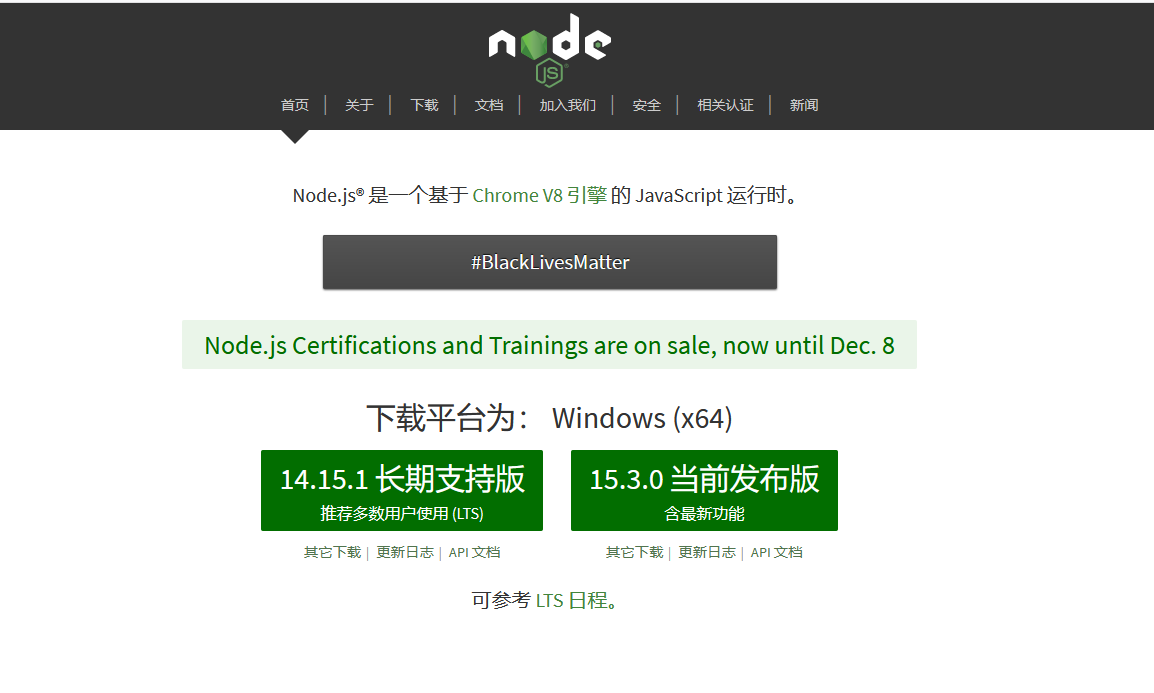 node
JS
首页 | 关于 | 下载 | 文档 | 加入我们 | 安全 | 相关认证 | 新闻
Node.js® 是一个基于 Chrome V8 引擎 的 JavaScript 运行时。
#BlackLivesMatter
Node.js Certifications and Trainings are on sale, now until Dec. 8
下载平台为： Windows (x64)
14.15.1 长期支持版
推荐多数用户使用 (LTS)
其它下载 | 更新日志 | API 文档
15.3.0 当前发布版
含最新功能
其它下载 | 更新日志 | API 文档
可参考 LTS 日程。